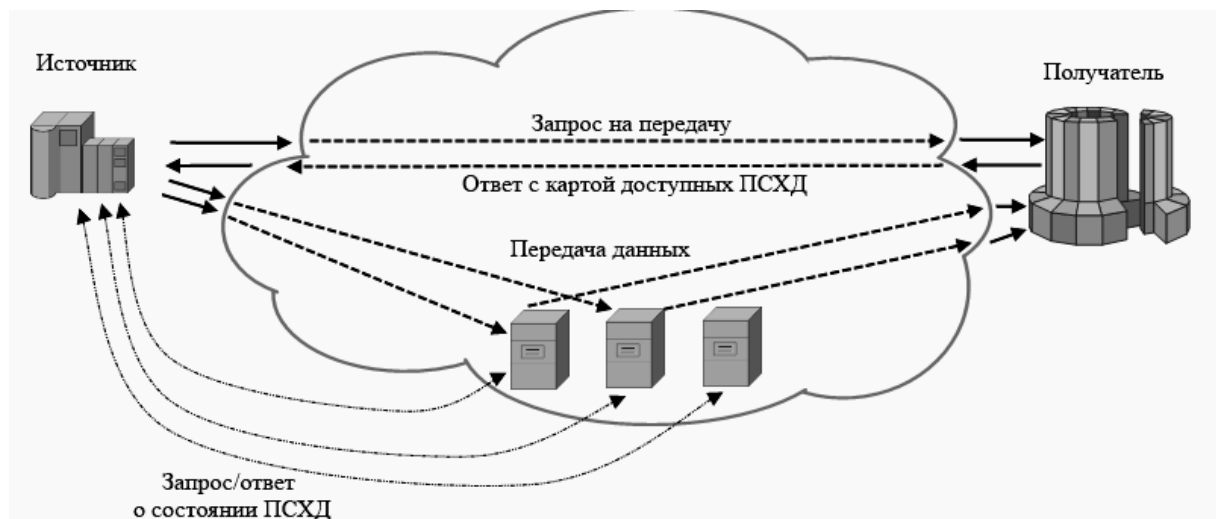 Источник
Получатель
Запрос на передачу
Ответ с картой доступных ПСХД
Передача данных
Запрос/ответ
о состоянии ПСХД